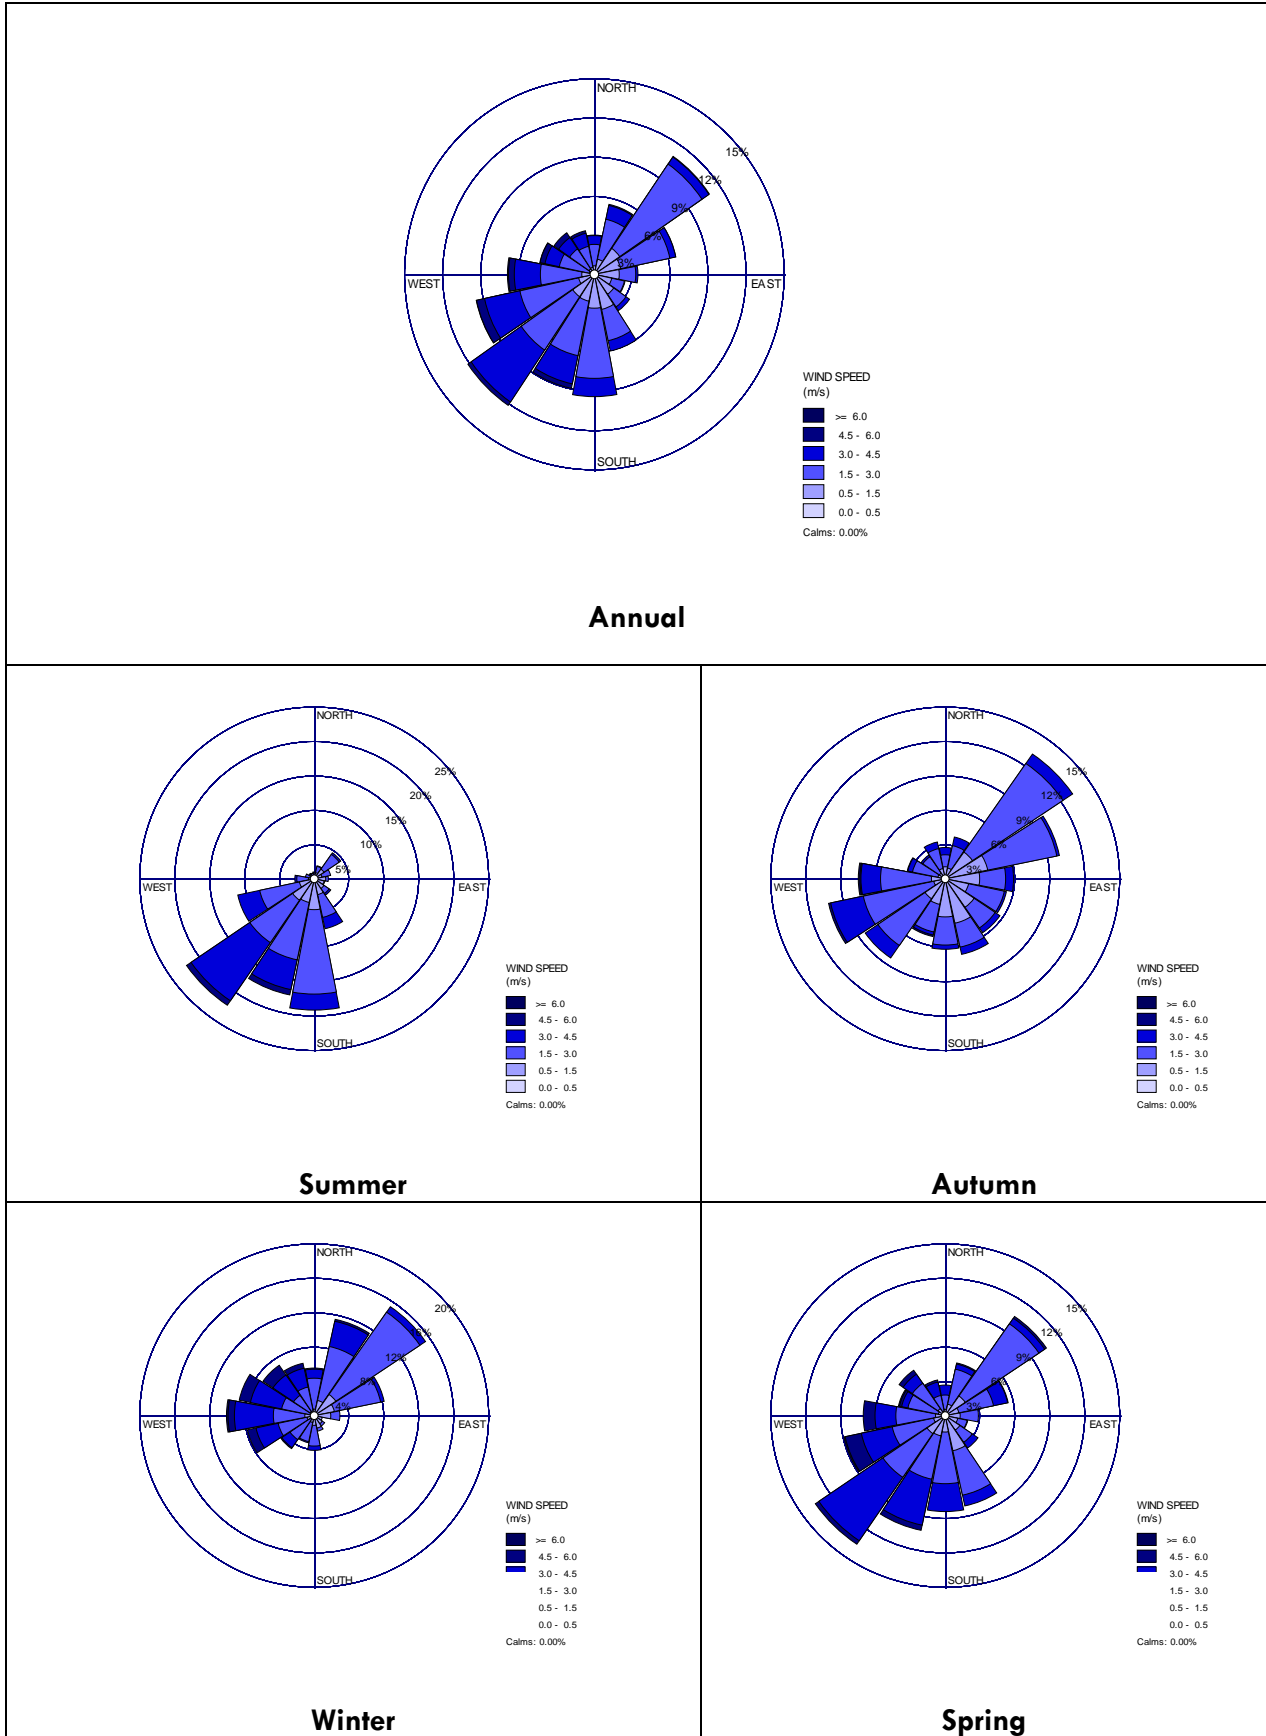 NORTH
15%
12%
9%
6%
3%
WEST
EAST
SOUTH
WIND SPEED
(m/s)
>= 6.0
4.5 - 6.0
3.0 - 4.5
1.5 - 3.0
0.5 - 1.5
0.0 - 0.5
Calms: 0.00%
Annual
NORTH
25%
20%
15%
10%
5%
WEST
EAST
SOUTH
WIND SPEED
(m/s)
>= 6.0
4.5 - 6.0
3.0 - 4.5
1.5 - 3.0
0.5 - 1.5
0.0 - 0.5
Calms: 0.00%
Summer
NORTH
15%
12%
9%
6%
3%
WEST
EAST
SOUTH
WIND SPEED
(m/s)
>= 6.0
4.5 - 6.0
3.0 - 4.5
1.5 - 3.0
0.5 - 1.5
0.0 - 0.5
Calms: 0.00%
Autumn
NORTH
20%
16%
12%
8%
4%
WEST
EAST
SOUTH
WIND SPEED
(m/s)
>= 6.0
4.5 - 6.0
3.0 - 4.5
1.5 - 3.0
0.5 - 1.5
0.0 - 0.5
Calms: 0.00%
Winter
NORTH
15%
12%
9%
6%
3%
WEST
EAST
SOUTH
WIND SPEED
(m/s)
>= 6.0
4.5 - 6.0
3.0 - 4.5
1.5 - 3.0
0.5 - 1.5
0.0 - 0.5
Calms: 0.00%
Spring